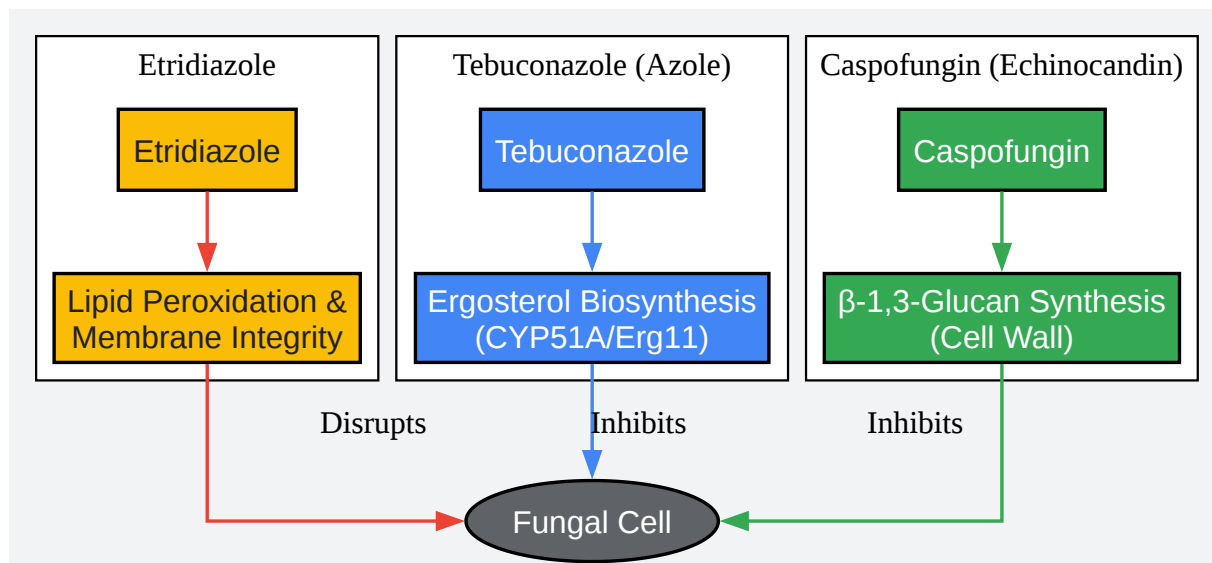 Etridiazole
Tebuconazole (Azole)
Caspofungin (Echinocandin)
Etridiazole
Tebuconazole
Caspofungin
Lipid Peroxidation &
Membrane Integrity
Ergosterol Biosynthesis
(CYP51A/Erg11)
β-1,3-Glucan Synthesis
(Cell Wall)
Disrupts
Inhibits
Inhibits
Fungal Cell